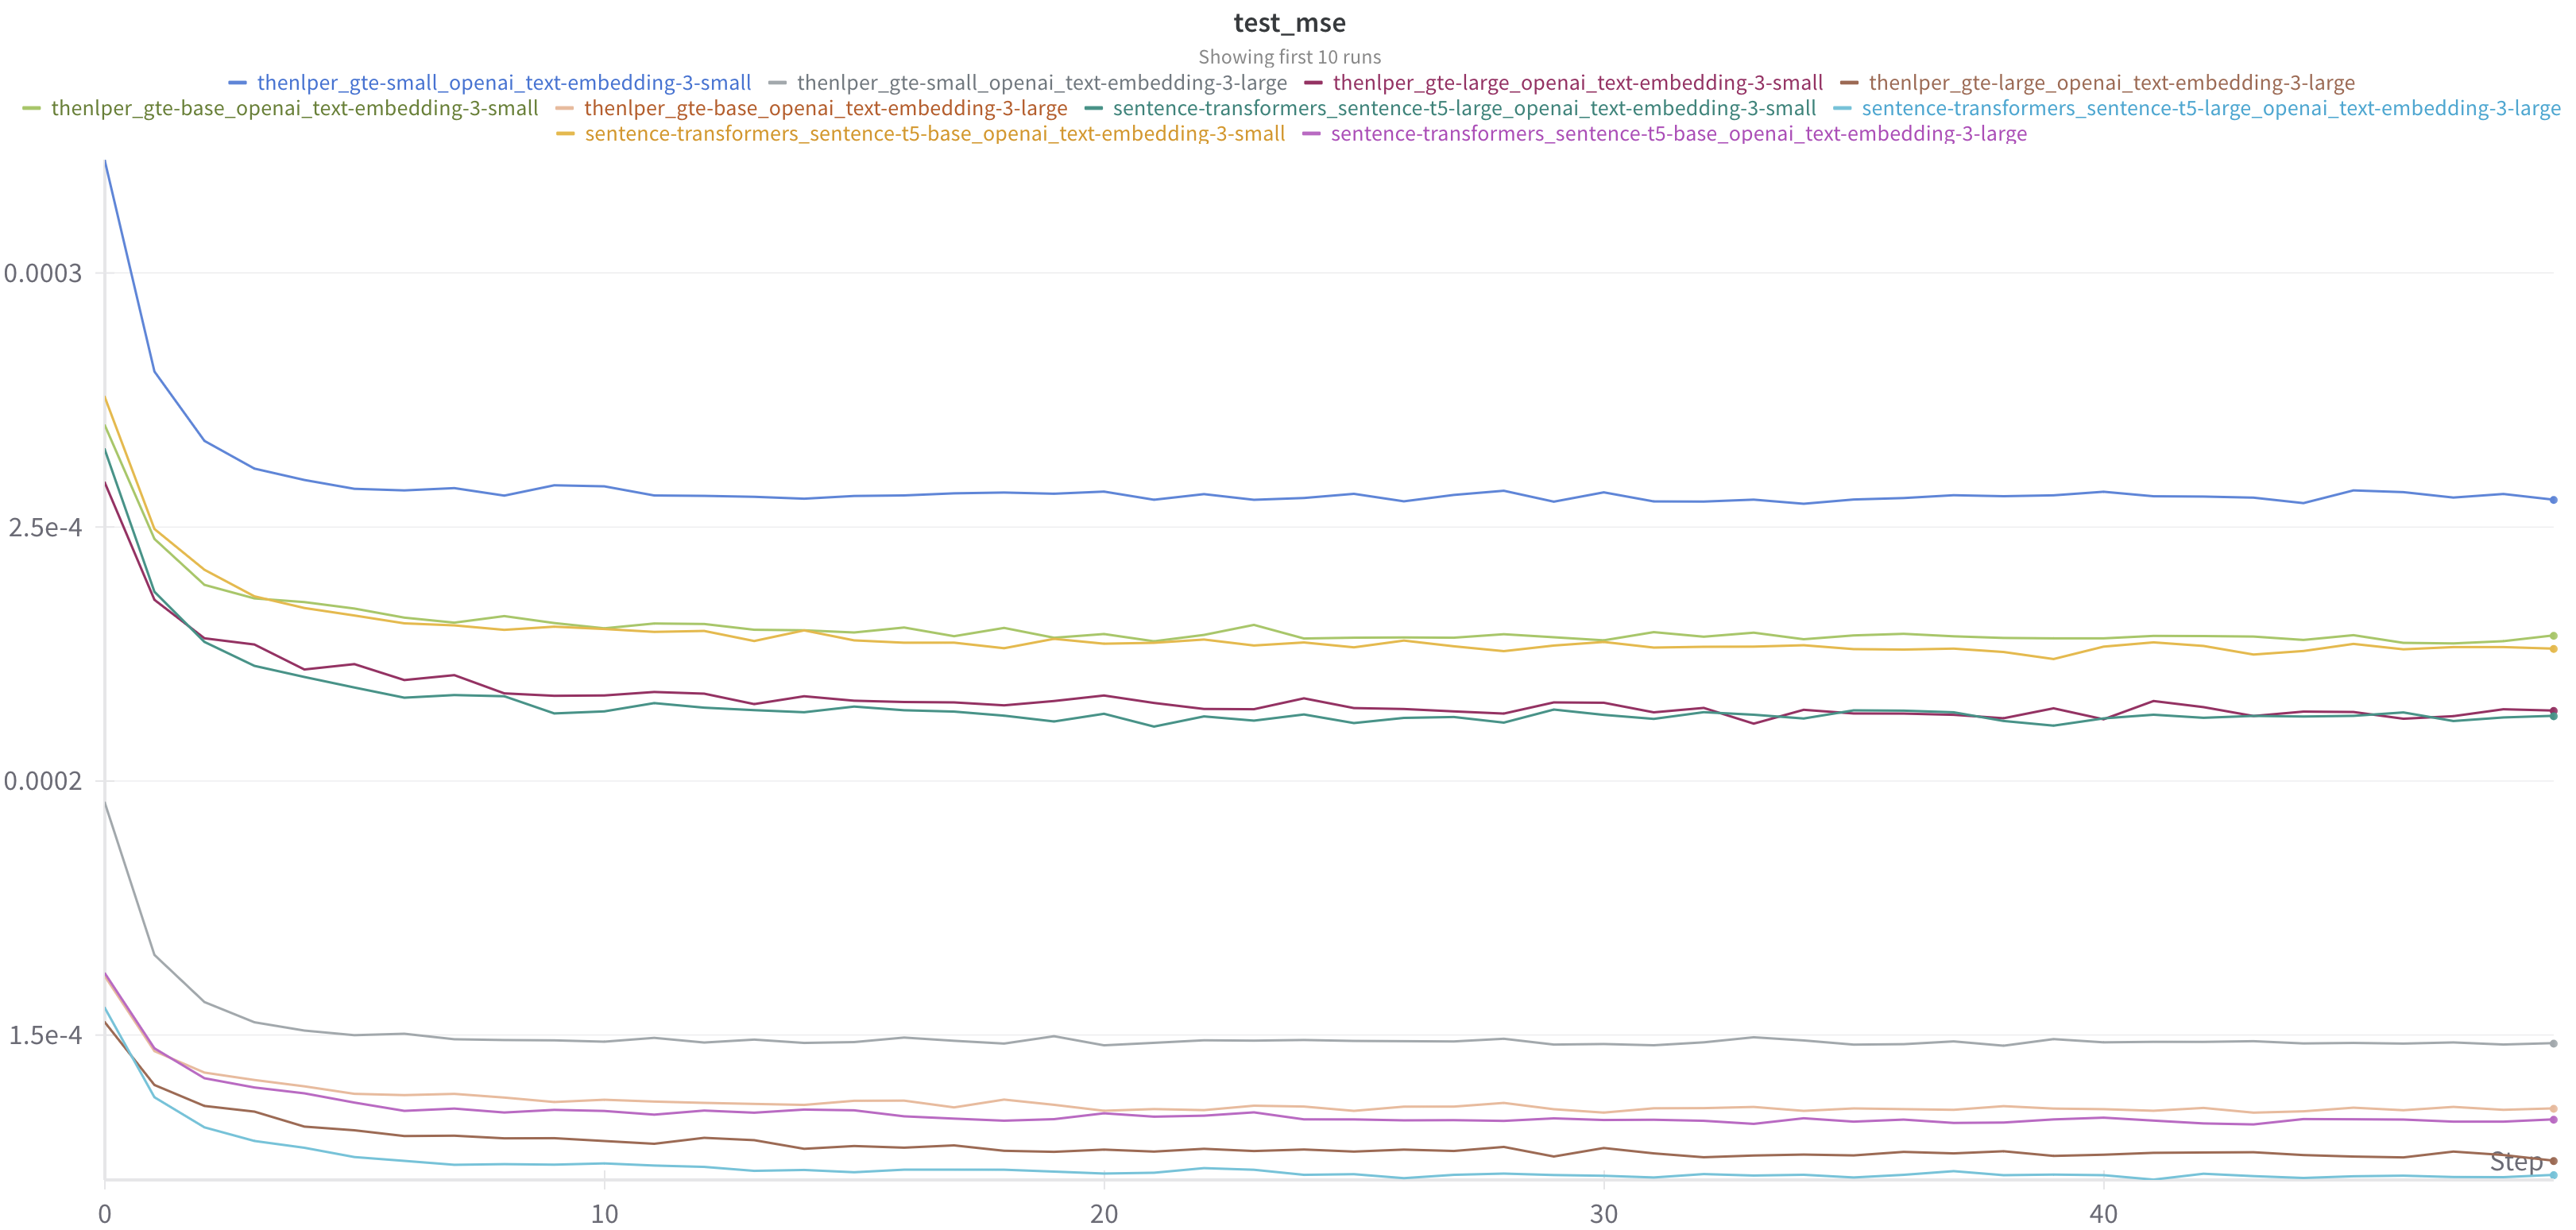 test_mse
Showing first 10 runs
thenlper_gte-small_openai_text-embedding-3-small thenlper_gte-small_openai_text-embedding-3-large thenlper_gte-large_openai_text-embedding-3-small thenlper_gte-large_openai_text-embedding-3-large
thenlper_gte-base_openai_text-embedding-3-small thenlper_gte-base_openai_text-embedding-3-large sentence-transformers_sentence-t5-large_openai_text-embedding-3-small sentence-transformers_sentence-t5-large_openai_text-embedding-3-large
sentence-transformers_sentence-t5-base_openai_text-embedding-3-small sentence-transformers_sentence-t5-base_openai_text-embedding-3-large
0.0003
2.5e-4
0.0002
1.5e-4
Step
0 10 20 30 40